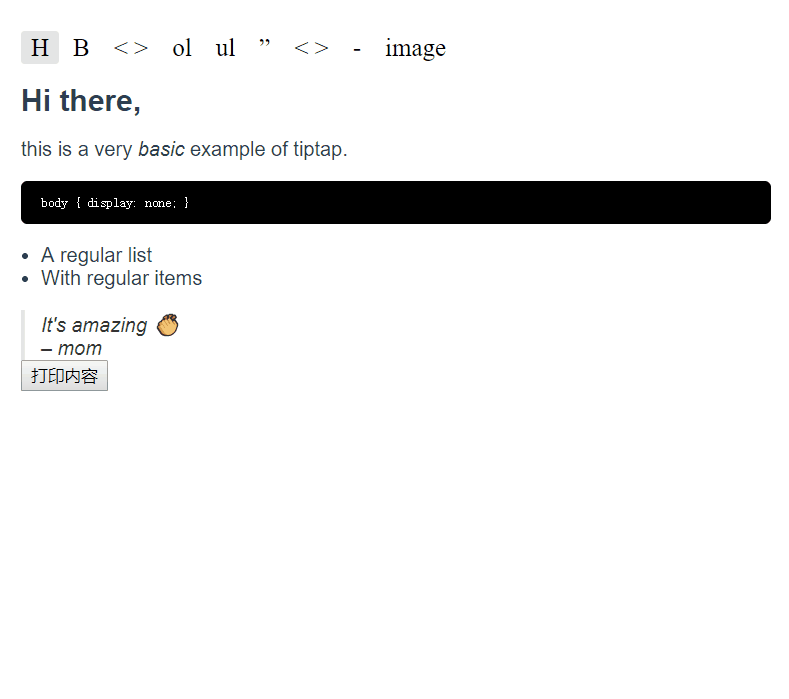 H B < > ol ul ” < > - image
Hi there,
this is a very basic example of tiptap.
body { display: none; }
• A regular list
• With regular items
It's amazing 👏
– mom
打印内容